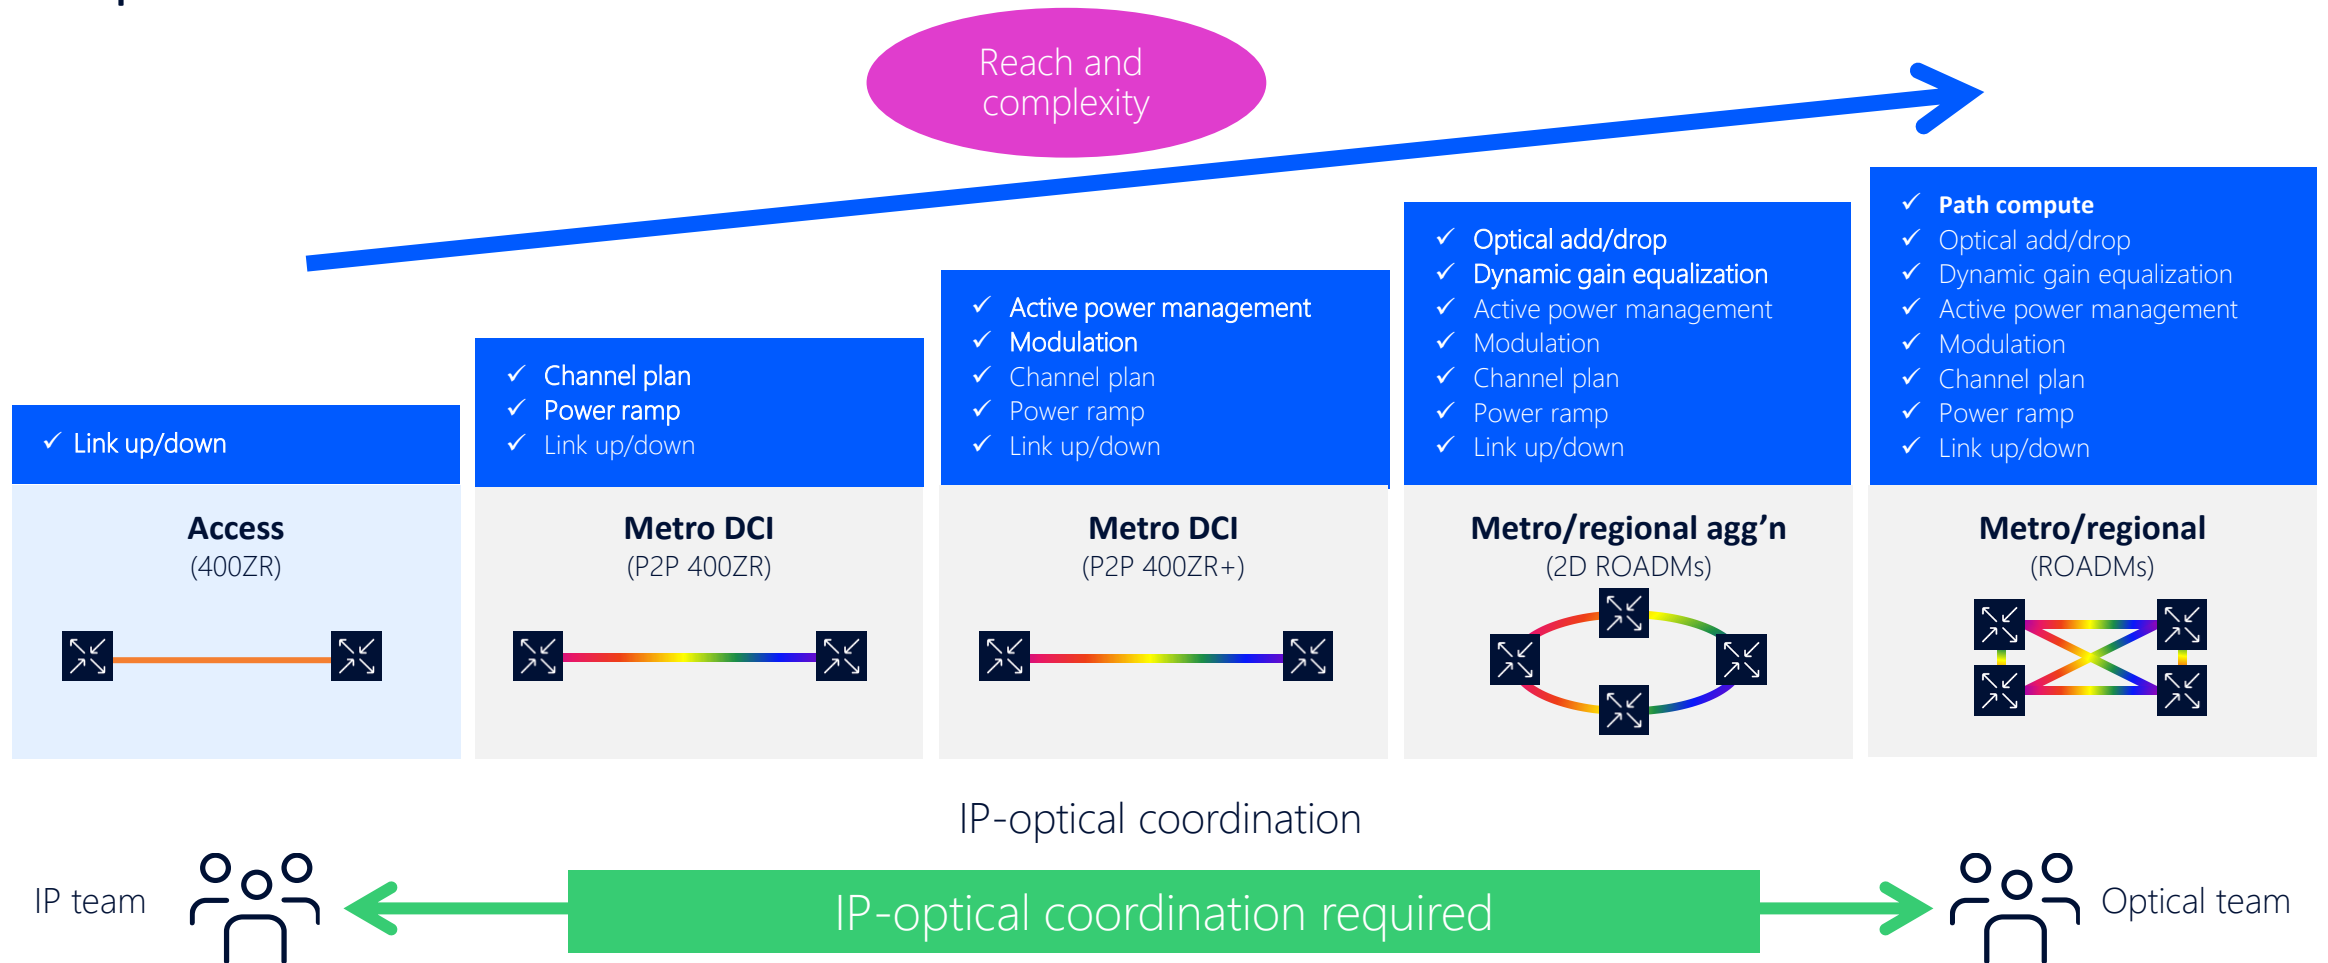 Reach and
complexity
✓ Link up/down
Access
(400ZR)
✓ Channel plan
✓ Power ramp
✓ Link up/down
Metro DCI
(P2P 400ZR)
✓ Active power management
✓ Modulation
✓ Channel plan
✓ Power ramp
✓ Link up/down
Metro DCI
(P2P 400ZR+)
✓ Optical add/drop
✓ Dynamic gain equalization
✓ Active power management
✓ Modulation
✓ Channel plan
✓ Power ramp
✓ Link up/down
Metro/regional agg’n
(2D ROADMs)
✓ Path compute
✓ Optical add/drop
✓ Dynamic gain equalization
✓ Active power management
✓ Modulation
✓ Channel plan
✓ Power ramp
✓ Link up/down
Metro/regional
(ROADMs)
IP-optical coordination
IP team
IP-optical coordination required
Optical team